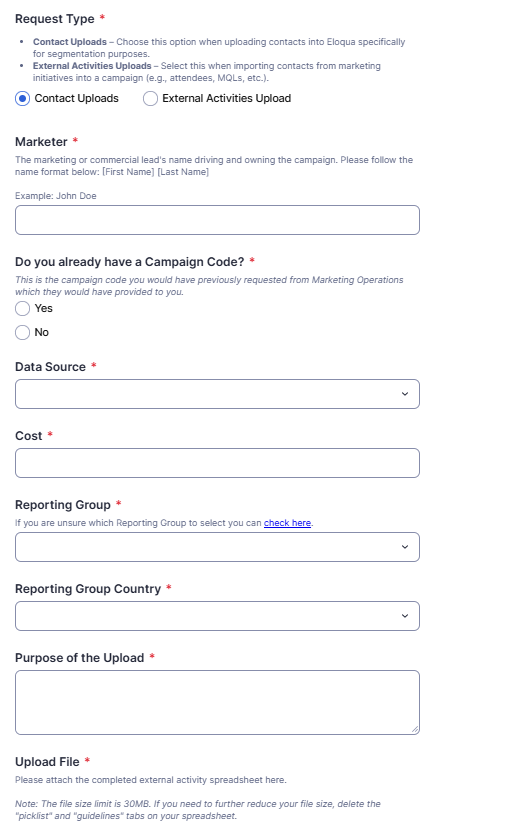 Request Type *
• Contact Uploads – Choose this option when uploading contacts into Eloqua specifically
for segmentation purposes.
• External Activities Uploads – Select this when importing contacts from marketing
initiatives into a campaign (e.g., attendees, MQLs, etc.).
Contact Uploads External Activities Upload
Marketer *
The marketing or commercial lead's name driving and owning the campaign. Please follow the
name format below: [First Name] [Last Name]
Example: John Doe
Do you already have a Campaign Code? *
This is the campaign code you would have previously requested from Marketing Operations
which they would have provided to you.
Yes
No
Data Source *
Cost *
Reporting Group *
If you are unsure which Reporting Group to select you can check here.
Reporting Group Country *
Purpose of the Upload *
Upload File *
Please attach the completed external activity spreadsheet here.
Note: The file size limit is 30MB. If you need to further reduce your file size, delete the
"picklist" and "guidelines" tabs on your spreadsheet.